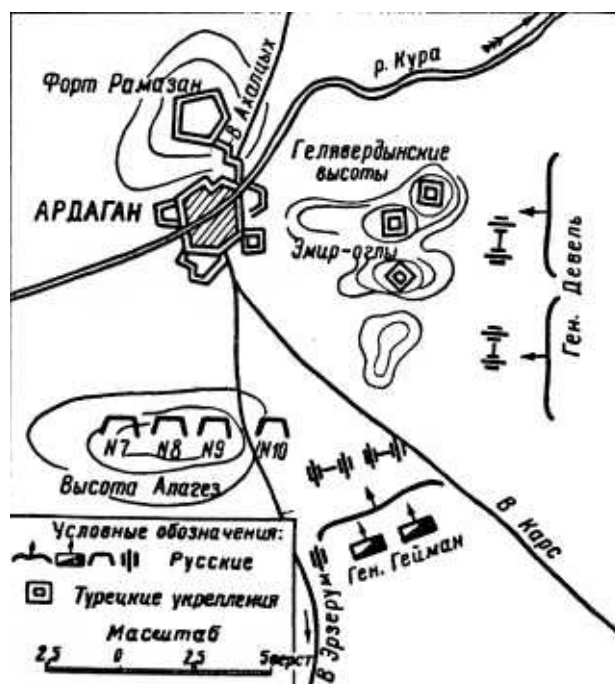 р. Кура
Форт Рамазан
В Ахалцых
Гелявердынские
высоты
АРДАГАН
Эмир-оглы
Ген. Девель
N7 N8 N9 N10
Высота Алагез
В Карс
Ген. Гейман
В Эрзерум
Условные обозначения:
Русские
Турецкие укрепления
Масштаб
2,5 0 2,5 5верст